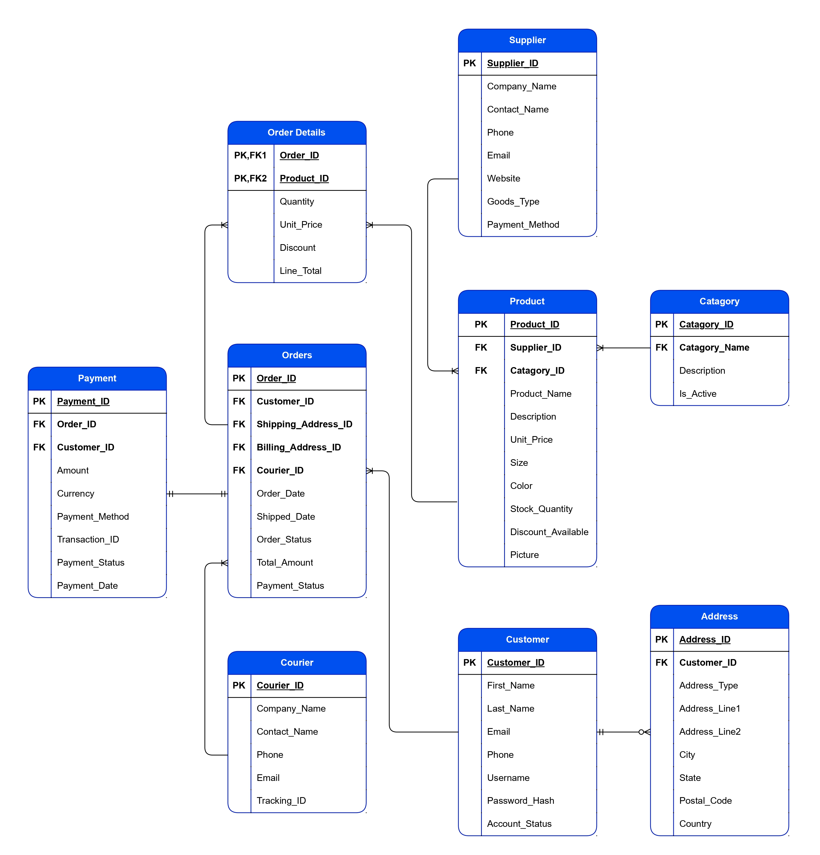 Supplier
PK Supplier_ID
Company_Name
Contact_Name
Phone
Email
Website
Goods_Type
Payment_Method
Order Details
PK,FK1 Order_ID
PK,FK2 Product_ID
Quantity
Unit_Price
Discount
Line_Total
Product
PK Product_ID
FK Supplier_ID
FK Catagory_ID
Product_Name
Description
Unit_Price
Size
Color
Stock_Quantity
Discount_Available
Picture
Catagory
PK Catagory_ID
FK Catagory_Name
Description
Is_Active
Orders
PK Order_ID
FK Customer_ID
FK Shipping_Address_ID
FK Billing_Address_ID
FK Courier_ID
Order_Date
Shipped_Date
Order_Status
Total_Amount
Payment_Status
Payment
PK Payment_ID
FK Order_ID
FK Customer_ID
Amount
Currency
Payment_Method
Transaction_ID
Payment_Status
Payment_Date
Courier
PK Courier_ID
Company_Name
Contact_Name
Phone
Email
Tracking_ID
Customer
PK Customer_ID
First_Name
Last_Name
Email
Phone
Username
Password_Hash
Account_Status
Address
PK Address_ID
FK Customer_ID
Address_Type
Address_Line1
Address_Line2
City
State
Postal_Code
Country